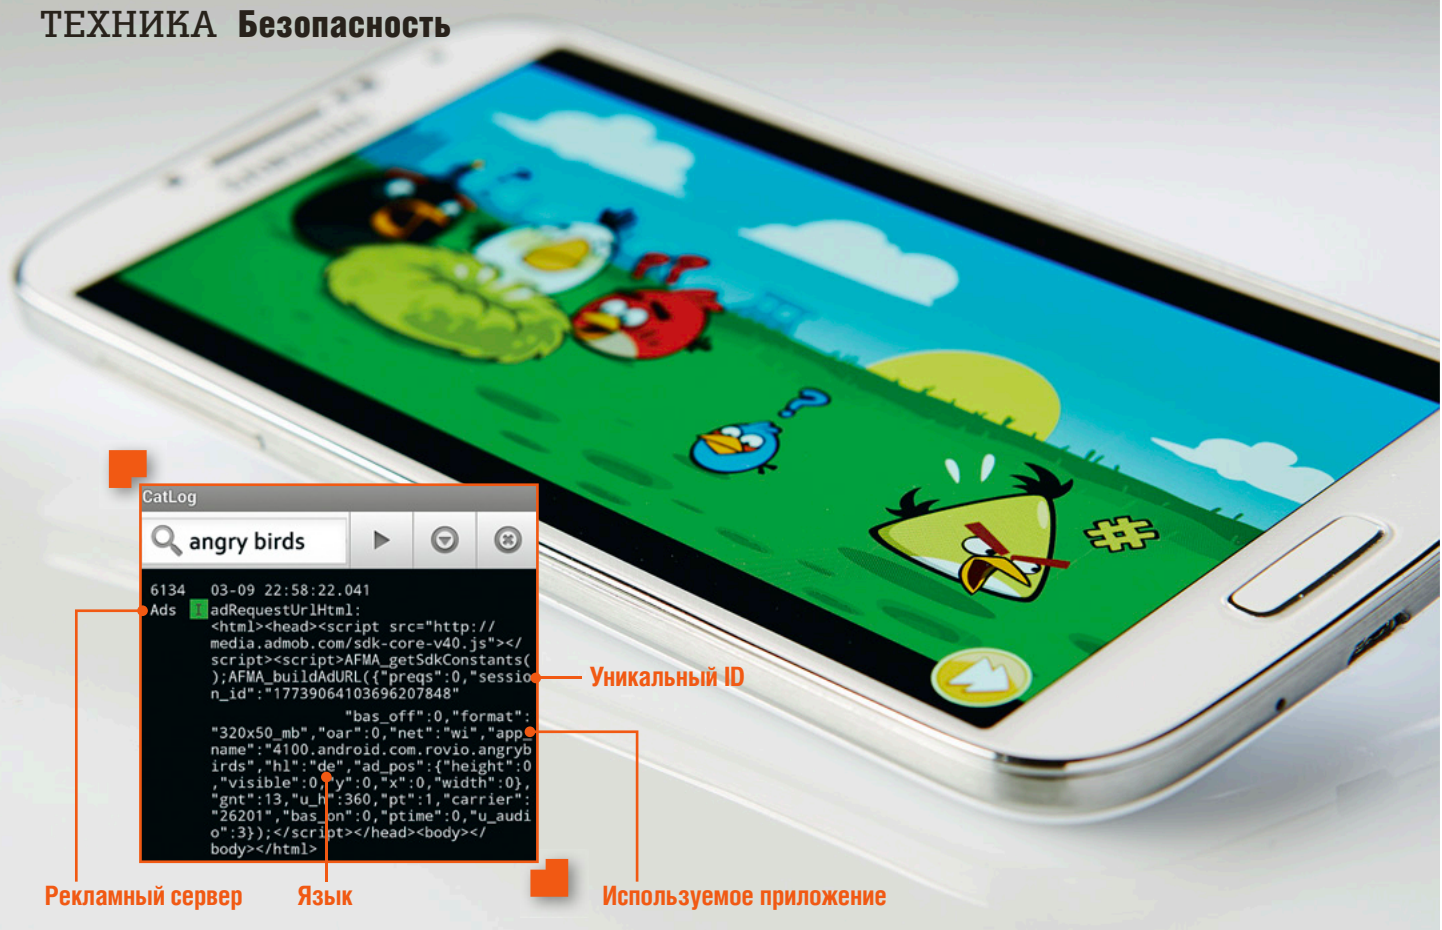 ТЕХНИКА Безопасность
CatLog
angry birds
6134 03-09 22:58:22.041
Ads I adRequestUrlHtml:
<html><head><script src="http://
media.admob.com/sdk-core-v40.js"></
script><script>AFMA_getSdkConstants(
);AFMA_buildAdURL({"preqs":0,"sessio
n_id":"17739064103696207848"
"bas_off":0,"format":
"320x50_mb","oar":0,"net":"wi","app_
name":"4100.android.com.rovio.angryb
irds","hl":"de","ad_pos":{"height":0
,"visible":0,"y":0,"x":0,"width":0},
"gnt":13,"u_h":360,"pt":1,"carrier":
"26201","bas_on":0,"ptime":0,"u_audi
o":3});</script></head><body></
body></html>
Уникальный ID
Рекламный сервер
Язык
Используемое приложение